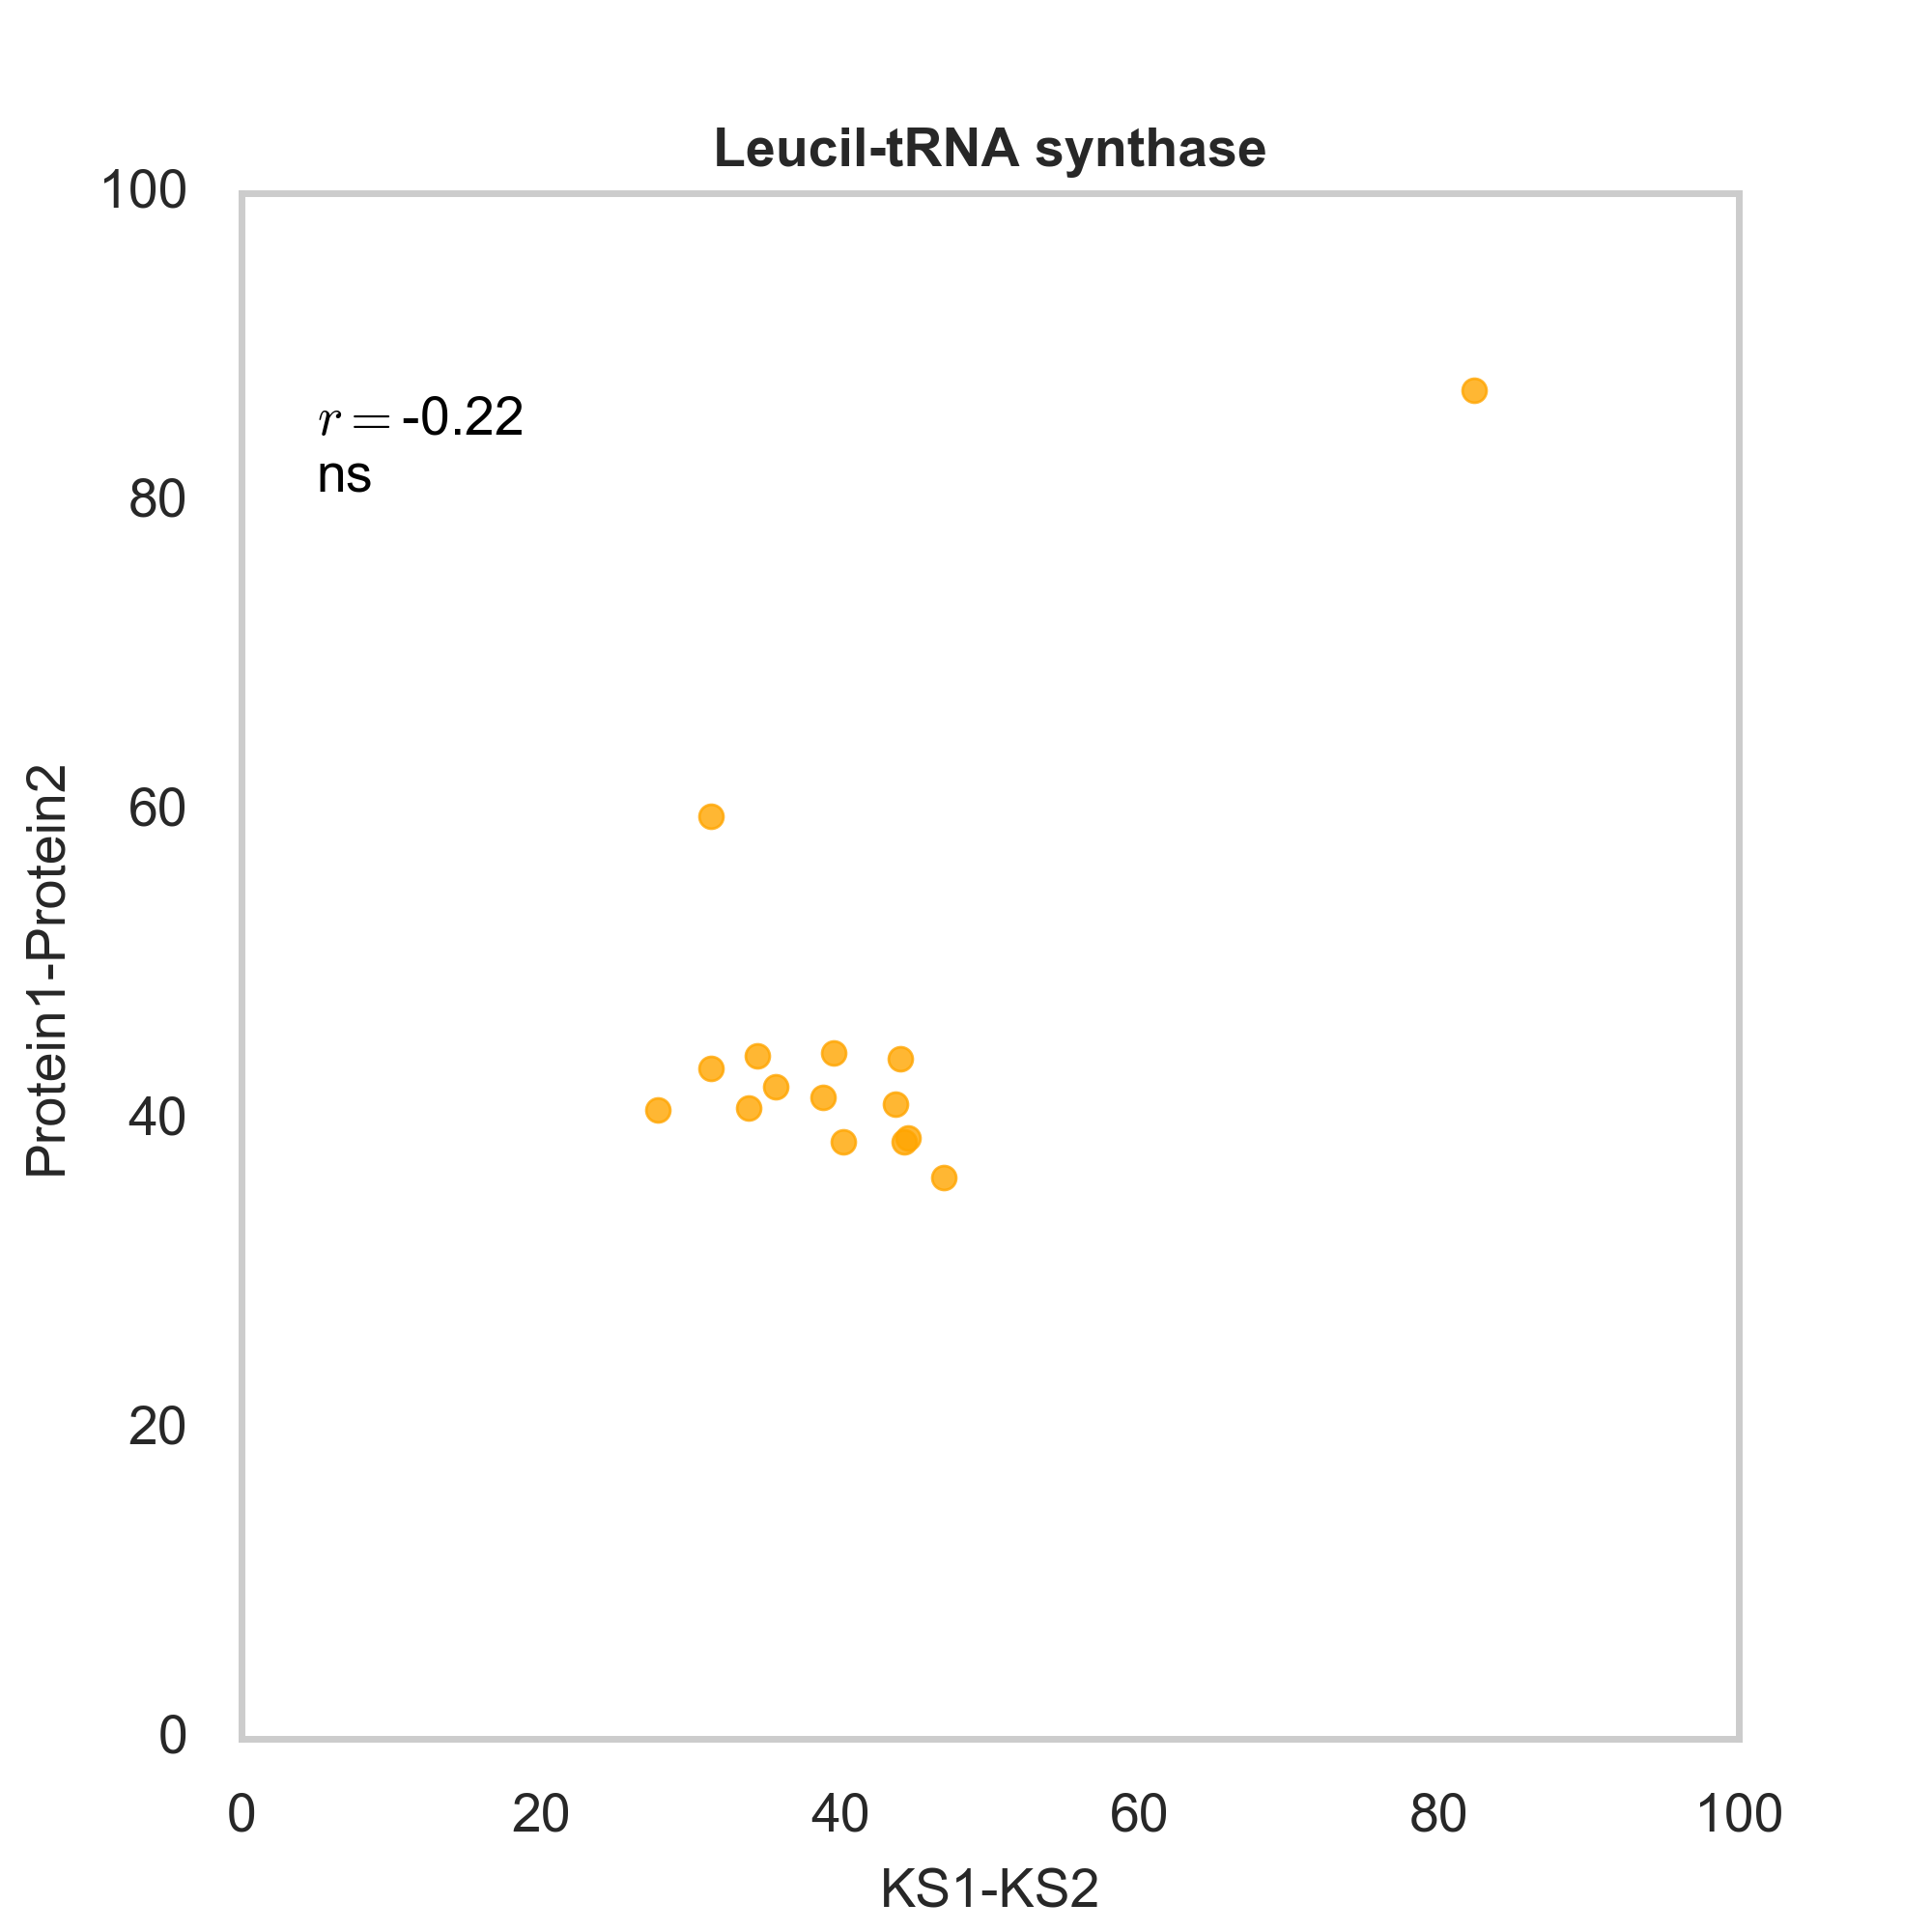 Leucil-tRNA synthase
100
80
60
40
20
0
r = -0.22
ns
Protein1-Protein2
0 20 40 60 80 100
KS1-KS2